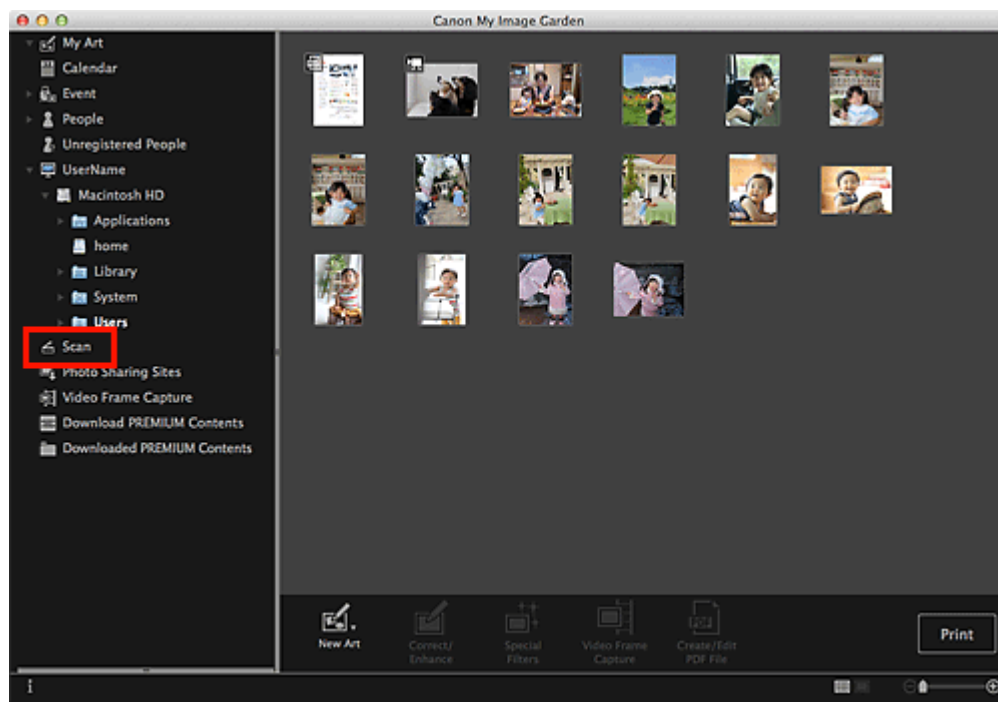 Canon My Image Garden
My Art
Calendar
Event
People
Unregistered People
UserName
Macintosh HD
Applications
home
Library
System
Users
Scan
Photo Sharing Sites
Video Frame Capture
Download PREMIUM Contents
Downloaded PREMIUM Contents
New Art
Correct/
Enhance
Special
Filters
Video Frame
Capture
Create/Edit
PDF File
PDF
Print
i